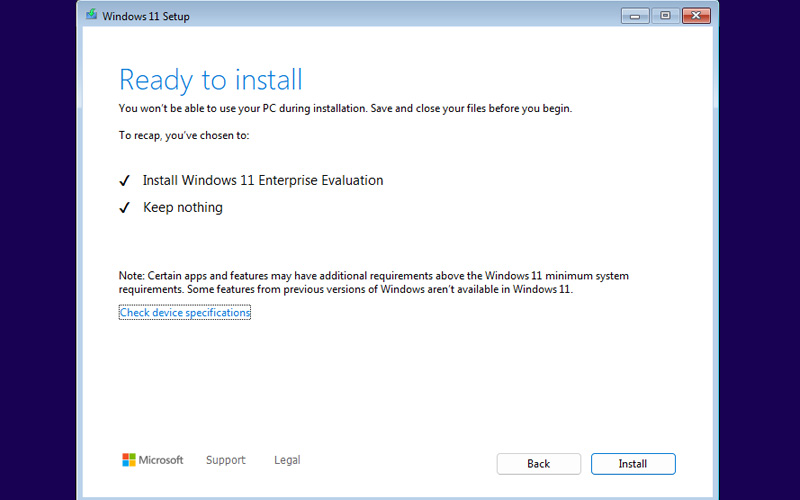 Windows 11 Setup
Ready to install
You won't be able to use your PC during installation. Save and close your files before you begin.
To recap, you've chosen to:
Install Windows 11 Enterprise Evaluation
Keep nothing
Note: Certain apps and features may have additional requirements above the Windows 11 minimum system
requirements. Some features from previous versions of Windows aren't available in Windows 11.
Check device specifications
Microsoft Support Legal Back Install